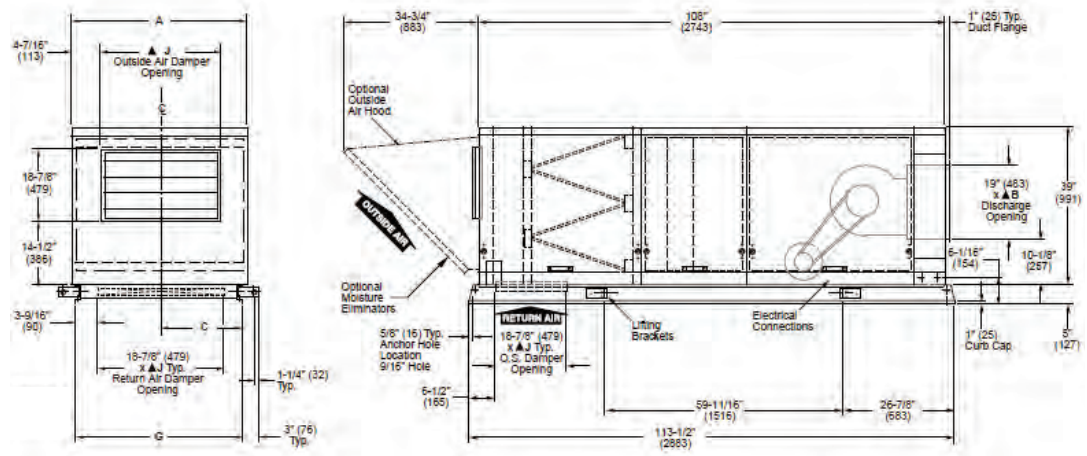 A
4-7/16"
(113)
▲ J
Outside Air Damper
Opening
℄
18-7/8"
(479)
14-1/2"
(386)
3-9/16"
(90)
C
18-7/8" (479)
x ▲J Typ.
Return Air Damper
Opening
1-1/4" (32)
Typ.
G
3" (76)
Typ.
34-3/4"
(883)
108"
(2743)
1" (25) Typ.
Duct Flange
Optional
Outside
Air Hood
OUTSIDE AIR
Optional
Moisture
Eliminators
19" (483)
x ▲B
Discharge
Opening
39"
(991)
6-1/16"
(154)
10-1/8"
(257)
RETURN AIR
5/8" (16) Typ.
Anchor Hole
Location
9/16" Hole
18-7/8" (479)
x ▲J Typ.
O.S. Damper
Opening
Lifting
Brackets
Electrical
Connections
1" (25)
Curb Cap
5"
(127)
6-1/2"
(165)
59-11/16"
(1516)
26-7/8"
(683)
113-1/2"
(2883)